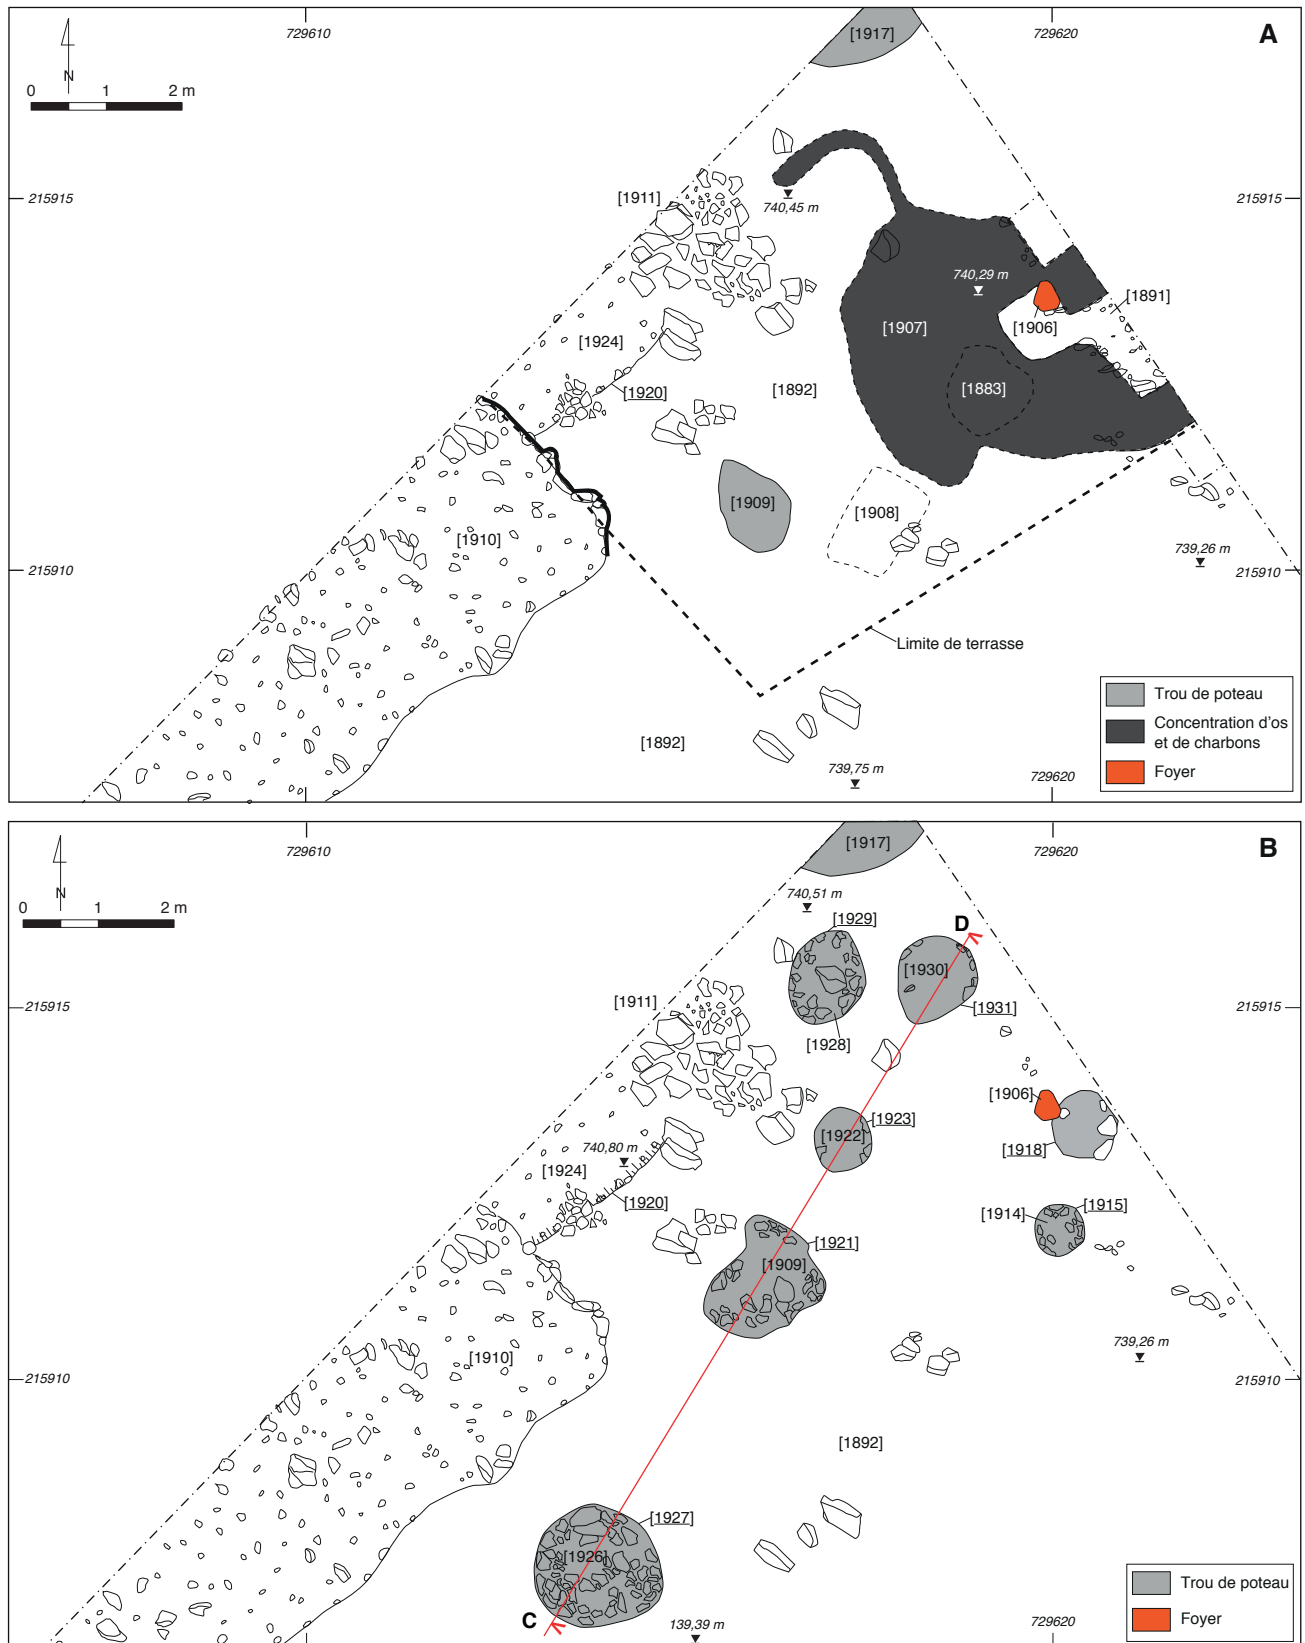 729610
729620
A
[1917]
N
0 1 2 m
215915
215915
[1911]
740,45 m
740,29 m
[1891]
[1907]
[1906]
[1924]
[1920]
[1892]
[1883]
[1909]
[1908]
[1910]
739,26 m
215910
215910
Limite de terrasse
Trou de poteau
Concentration d'os
et de charbons
Foyer
[1892]
739,75 m
729620
729610
729620
B
[1917]
N
0 1 2 m
740,51 m
[1929]
D
[1930]
215915
215915
[1911]
[1931]
[1928]
[1906]
[1923]
[1922]
740,80 m
[1918]
[1924]
[1920]
[1914]
[1915]
[1921]
[1909]
739,26 m
[1910]
215910
215910
[1892]
[1927]
[1926]
C
139,39 m
729620
Trou de poteau
Foyer